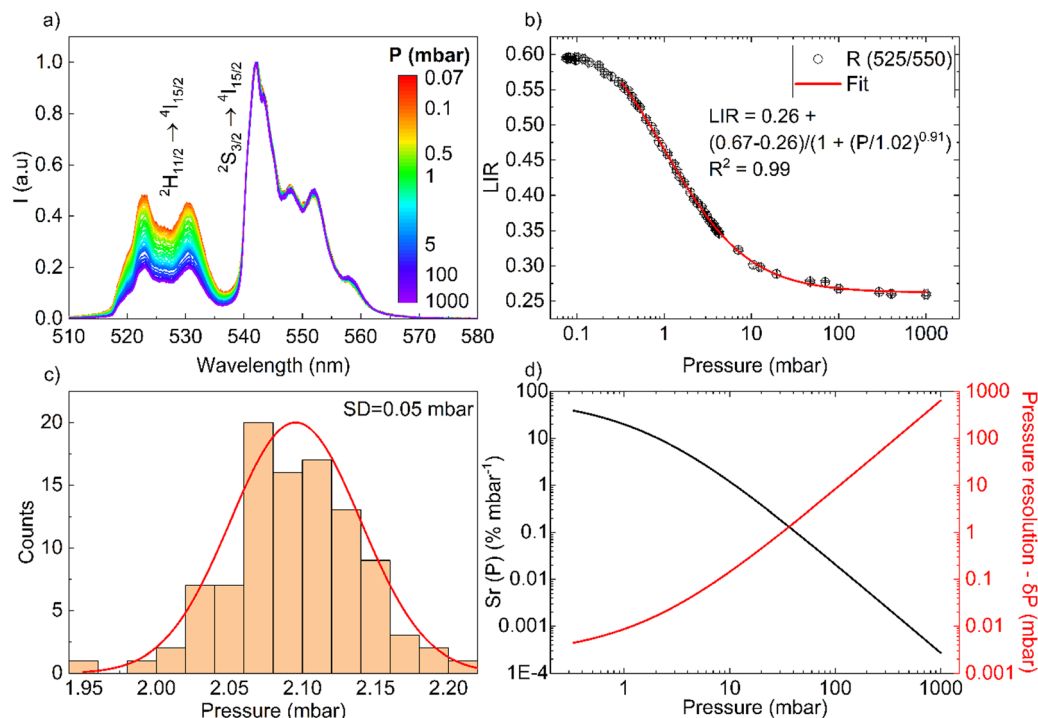 a)
I (a.u)
1.0
0.8
0.6
0.4
0.2
0.0
²H₁₁/₂ → ⁴I₁₅/₂
²S₃/₂ → ⁴I₁₅/₂
P (mbar)
0.07
0.1
0.5
1
5
100
1000
510 520 530 540 550 560 570 580
Wavelength (nm)
b)
LIR
0.60
0.55
0.50
0.45
0.40
0.35
0.30
0.25
R (525/550)
Fit
LIR = 0.26 +
(0.67-0.26)/(1 + (P/1.02)^0.91)
R² = 0.99
0.1 1 10 100 1000
Pressure (mbar)
c)
Counts
20
15
10
5
0
SD=0.05 mbar
1.95 2.00 2.05 2.10 2.15 2.20
Pressure (mbar)
d)
Sr (P) (% mbar⁻¹)
100
10
1
0.1
0.01
0.001
1E-4
1 10 100 1000
Pressure (mbar)
1000
100
10
1
0.1
0.01
0.001
Pressure resolution - δP
(mbar)